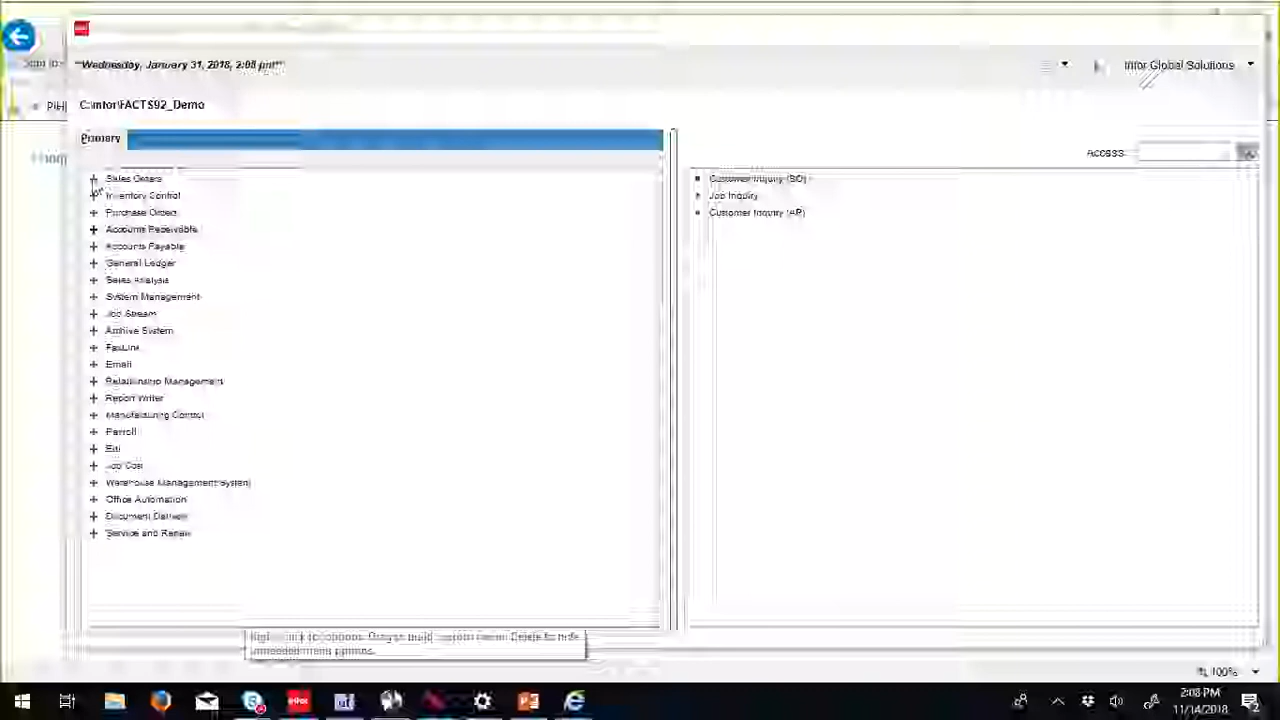 "Wednesday, January 31, 2018, 2:08 pm"
Infor Global Solutions
C:\Infor\FACTS92_Demo
Primary
Access:
Sales Orders
Inventory Control
Purchase Orders
Accounts Receivable
Accounts Payable
General Ledger
Sales Analysis
System Management
Job Stream
Archive System
FaxLink
Email
Relationship Management
Report Writer
Manufacturing Control
Payroll
EDI
Job Cost
Warehouse Management System
Office Automation
Document Delivery
Service and Repair
Customer Inquiry (SO)
Job Inquiry
Customer Inquiry (AR)
100%
infor
2:08 PM
11/14/2018